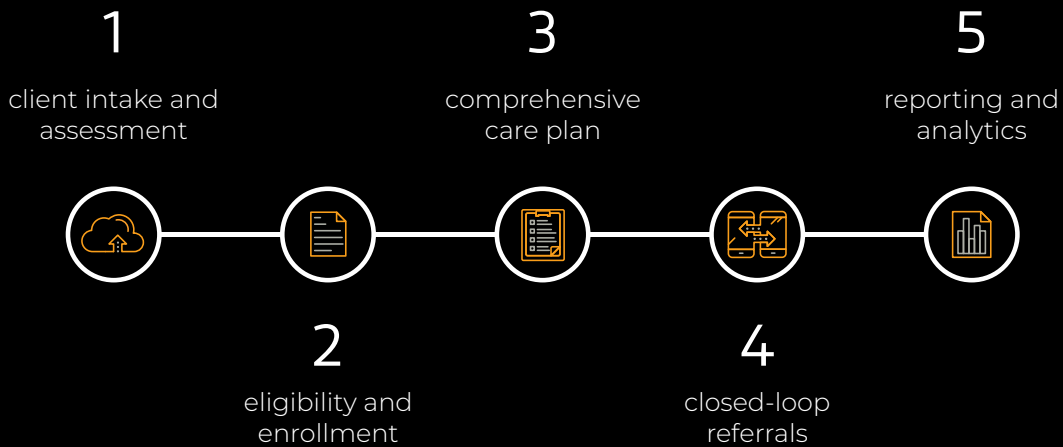 1
client intake and
assessment
2
eligibility and
enrollment
3
comprehensive
care plan
4
closed-loop
referrals
5
reporting and
analytics